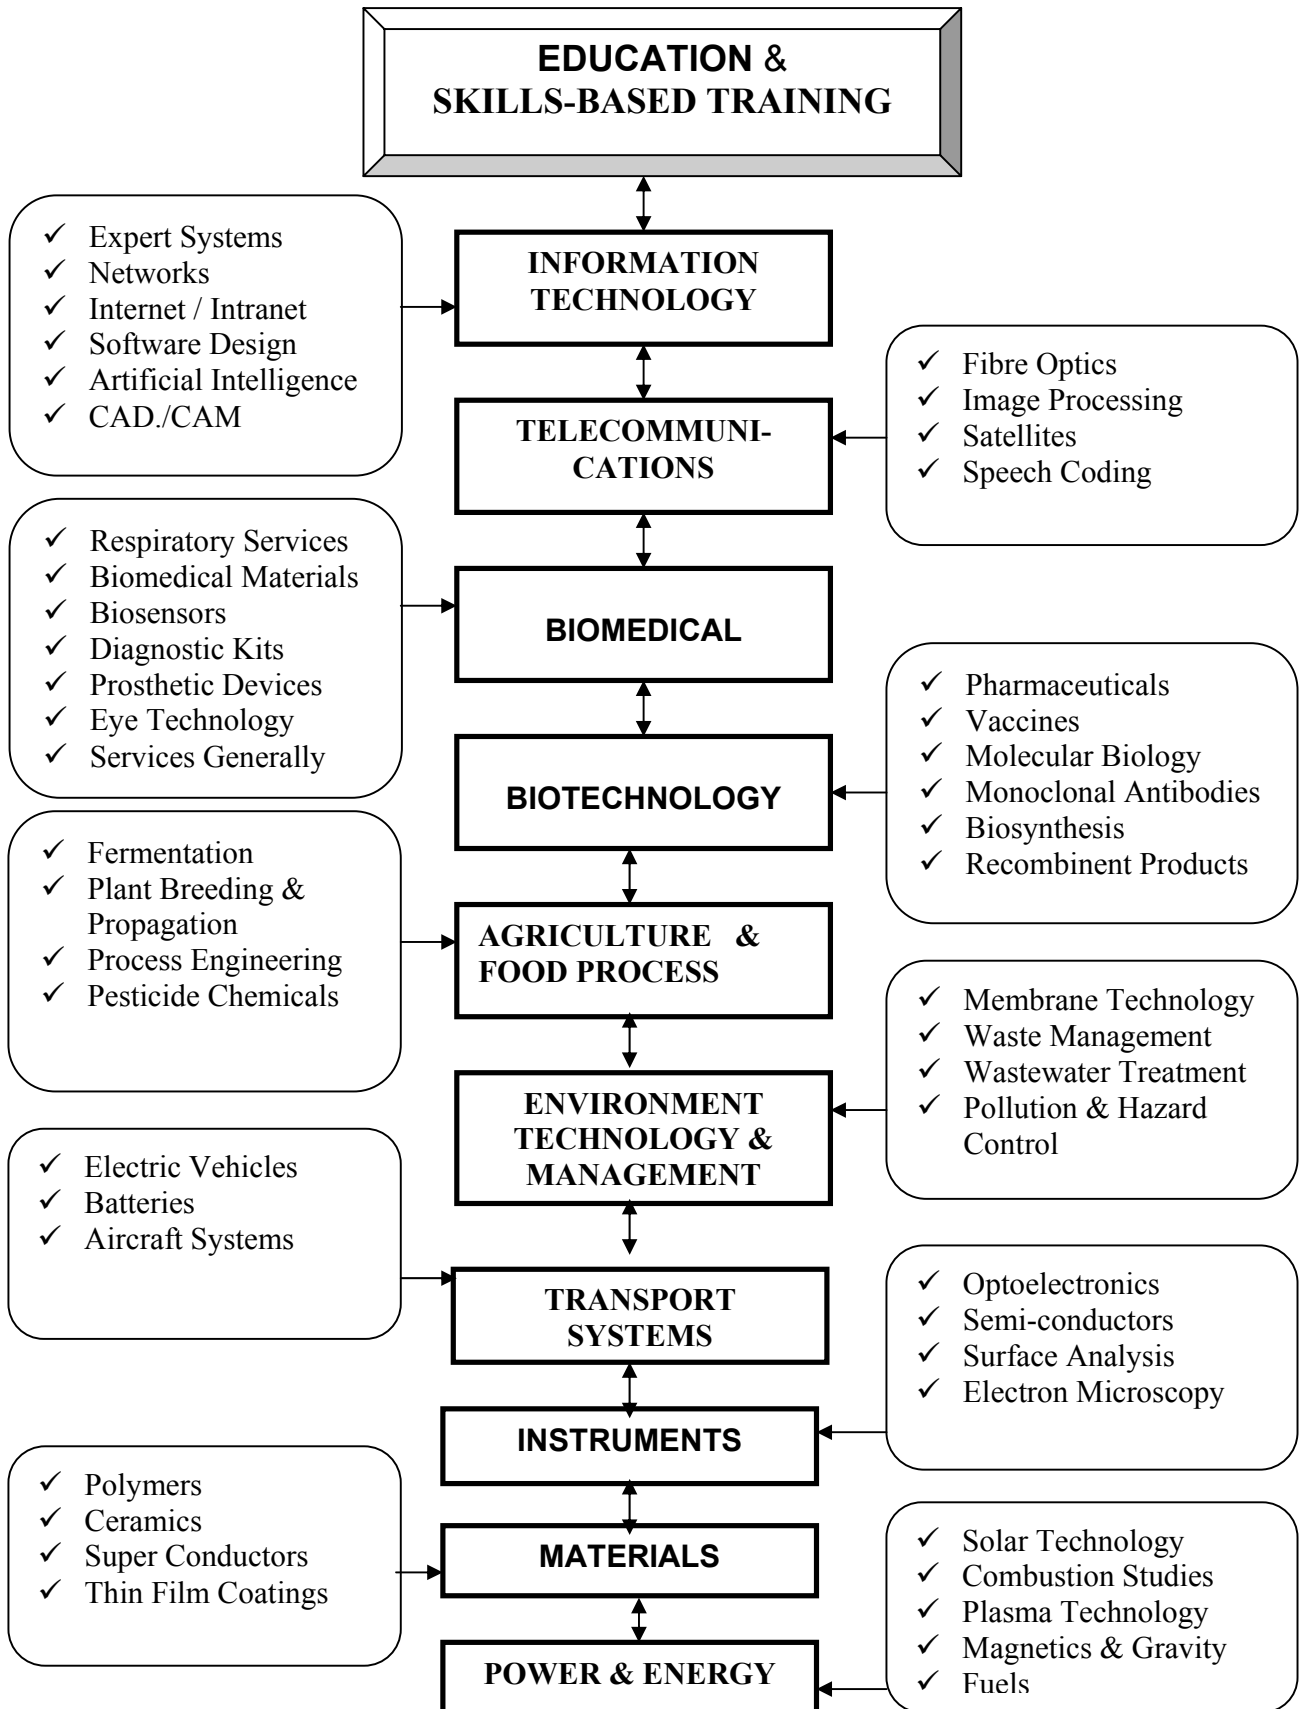 EDUCATION &
SKILLS-BASED TRAINING
✓ Expert Systems
✓ Networks
✓ Internet / Intranet
✓ Software Design
✓ Artificial Intelligence
✓ CAD./CAM
INFORMATION
TECHNOLOGY
✓ Fibre Optics
✓ Image Processing
✓ Satellites
✓ Speech Coding
TELECOMMUNI-
CATIONS
✓ Respiratory Services
✓ Biomedical Materials
✓ Biosensors
✓ Diagnostic Kits
✓ Prosthetic Devices
✓ Eye Technology
✓ Services Generally
BIOMEDICAL
✓ Pharmaceuticals
✓ Vaccines
✓ Molecular Biology
✓ Monoclonal Antibodies
✓ Biosynthesis
✓ Recombinent Products
BIOTECHNOLOGY
✓ Fermentation
✓ Plant Breeding &
Propagation
✓ Process Engineering
✓ Pesticide Chemicals
AGRICULTURE &
FOOD PROCESS
✓ Membrane Technology
✓ Waste Management
✓ Wastewater Treatment
✓ Pollution & Hazard
Control
ENVIRONMENT
TECHNOLOGY &
MANAGEMENT
✓ Electric Vehicles
✓ Batteries
✓ Aircraft Systems
TRANSPORT
SYSTEMS
✓ Optoelectronics
✓ Semi-conductors
✓ Surface Analysis
✓ Electron Microscopy
INSTRUMENTS
✓ Polymers
✓ Ceramics
✓ Super Conductors
✓ Thin Film Coatings
MATERIALS
✓ Solar Technology
✓ Combustion Studies
✓ Plasma Technology
✓ Magnetics & Gravity
✓ Fuels
POWER & ENERGY